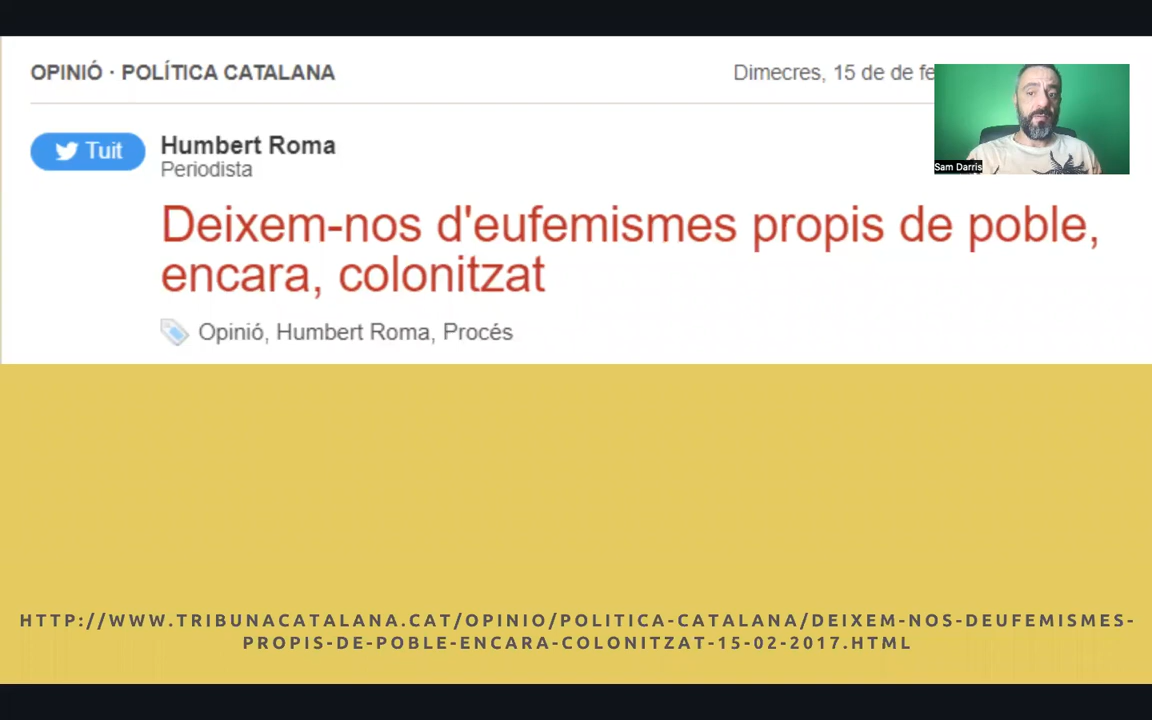 OPINIÓ · POLÍTICA CATALANA
Dimecres, 15 de de fe
Sam Darris
Tuit
Humbert Roma
Periodista
Deixem-nos d'eufemismes propis de poble,
encara, colonitzat
Opinió, Humbert Roma, Procés
HTTP://WWW.TRIBUNACATALANA.CAT/OPINIO/POLITICA-CATALANA/DEIXEM-NOS-DEUFEMISMES-
PROPIS-DE-POBLE-ENCARA-COLONITZAT-15-02-2017.HTML